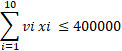 10
∑ vi xi ≤ 400000
i=1